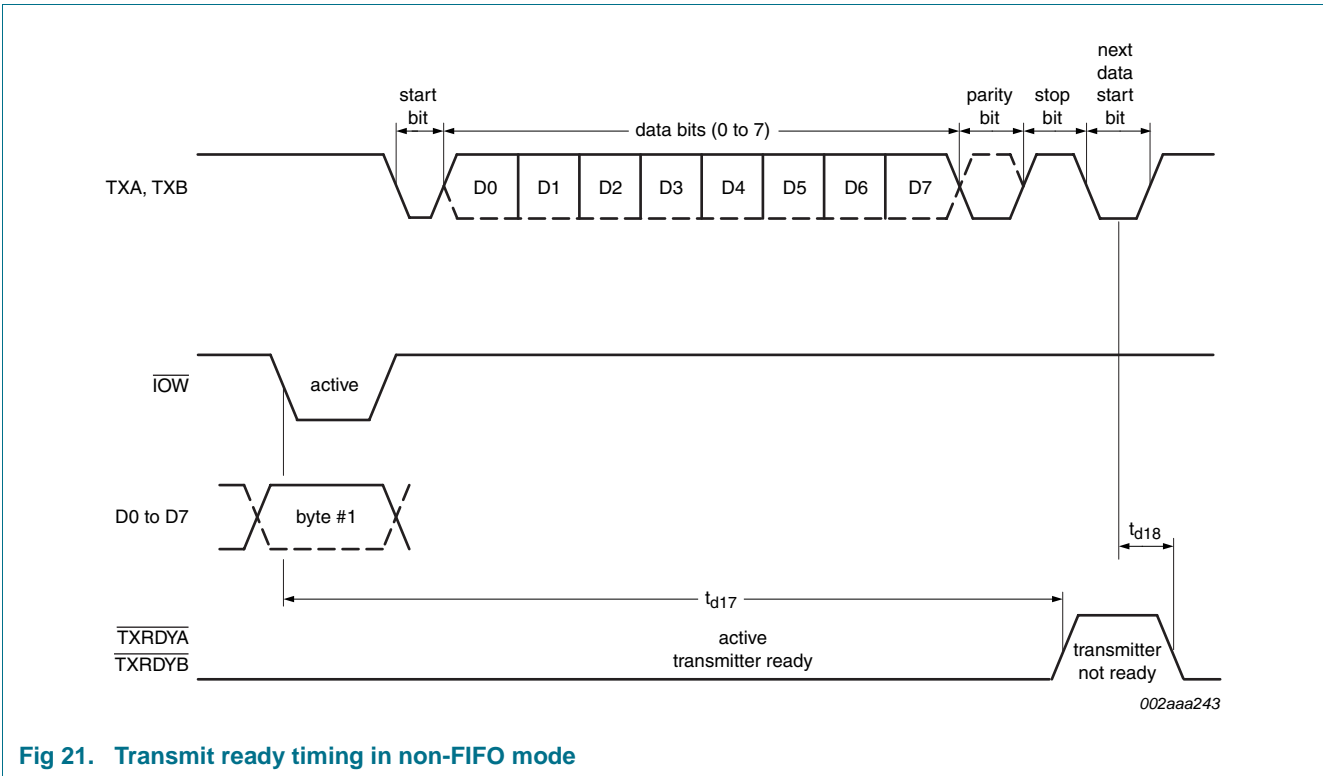 next
data
start
bit
start
bit
parity
bit
stop
bit
data bits (0 to 7)
TXA, TXB
D0
D1
D2
D3
D4
D5
D6
D7
IOW
active
D0 to D7
byte #1
td18
td17
TXRDYA
TXRDYB
active
transmitter ready
transmitter
not ready
002aaa243
Fig 21. Transmit ready timing in non-FIFO mode